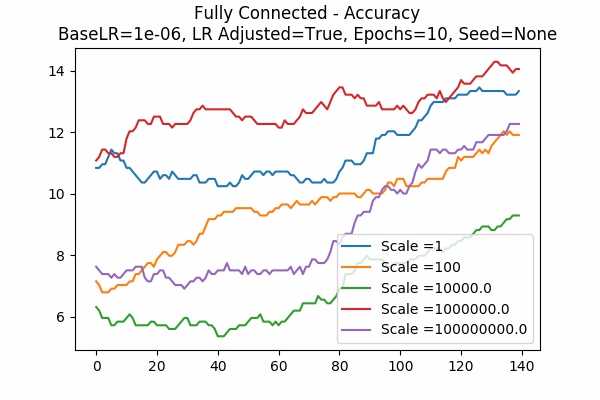 Fully Connected - Accuracy
BaseLR=1e-06, LR Adjusted=True, Epochs=10, Seed=None
14
12
10
8
6
Scale =1
Scale =100
Scale =10000.0
Scale =1000000.0
Scale =100000000.0
0 20 40 60 80 100 120 140